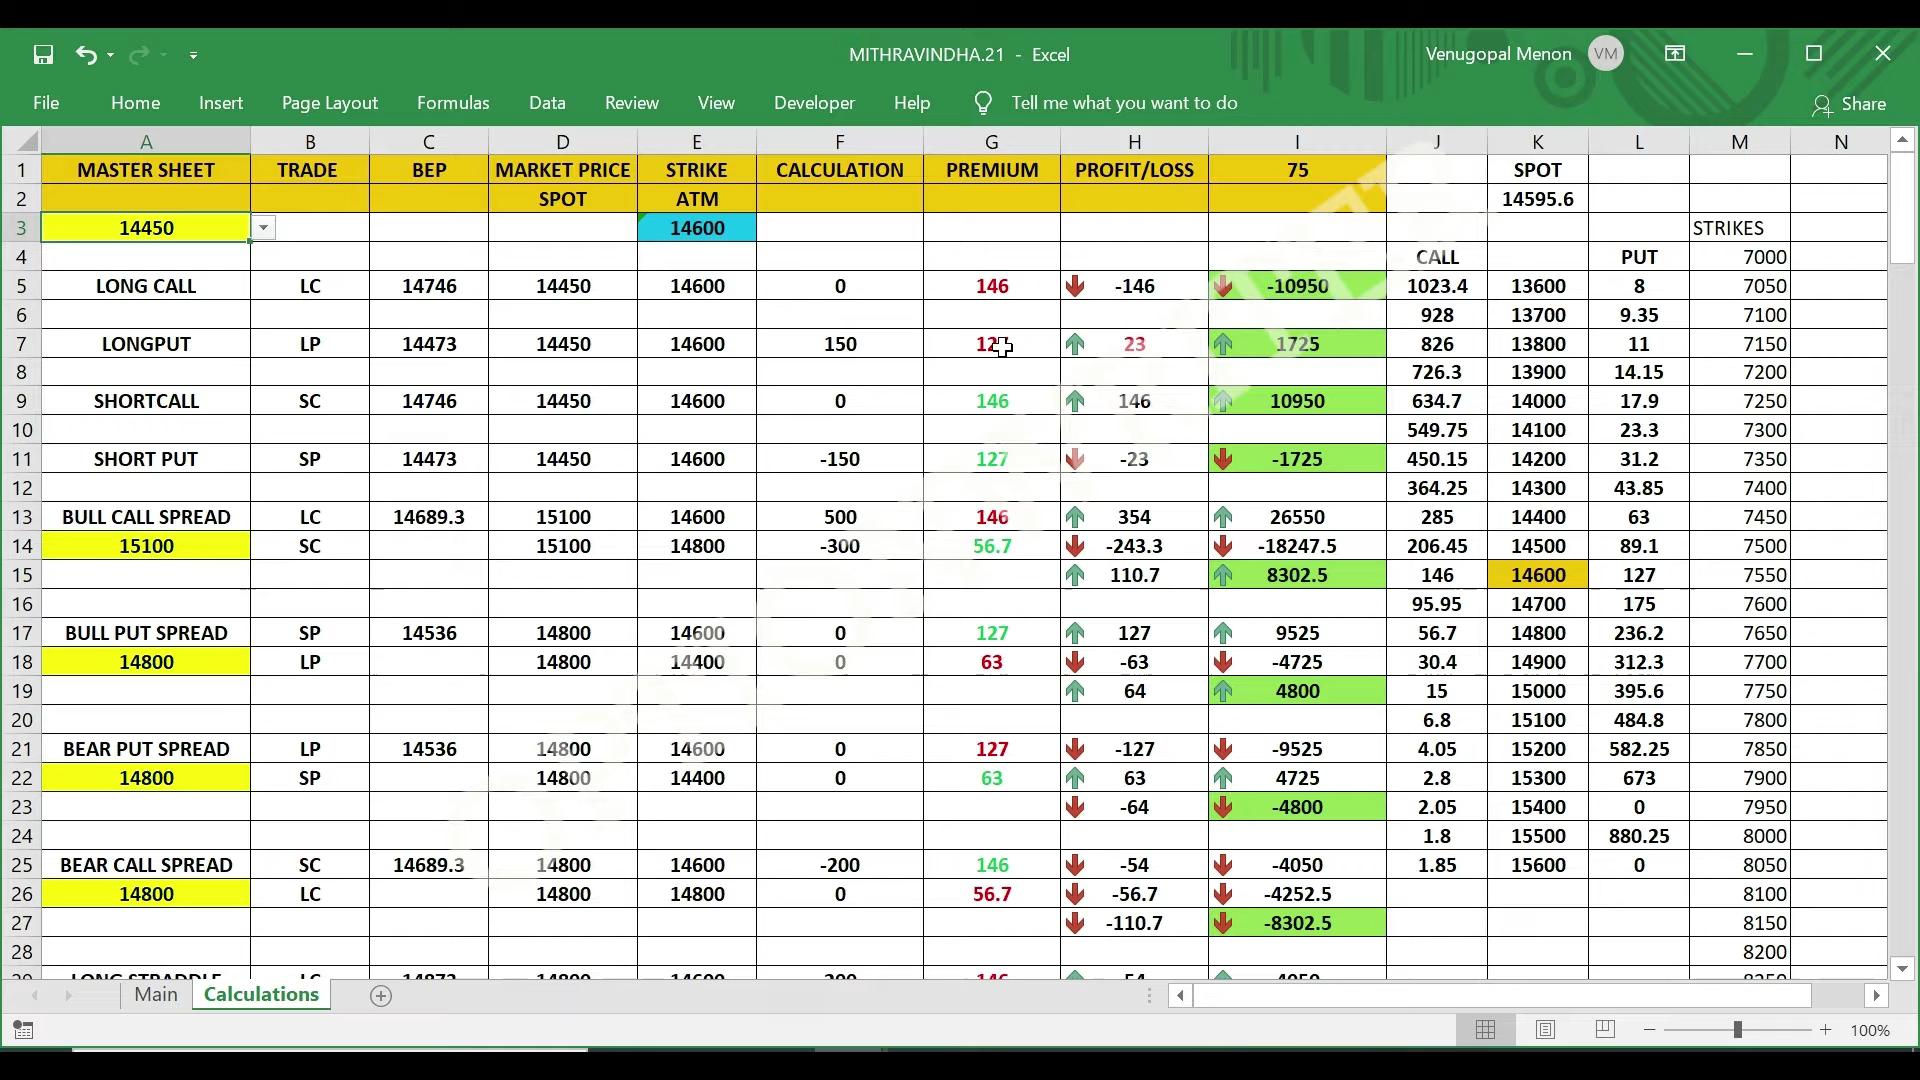 MITHRAVINDHA.21 - Excel
Venugopal Menon VM
File Home Insert Page Layout Formulas Data Review View Developer Help Tell me what you want to do Share
A B C D E F G H I J K L M N
1 MASTER SHEET TRADE BEP MARKET PRICE STRIKE CALCULATION PREMIUM PROFIT/LOSS 75 SPOT
2 SPOT ATM 14595.6
3 14450 14600 STRIKES
4 CALL PUT 7000
5 LONG CALL LC 14746 14450 14600 0 146 -146 -10950 1023.4 13600 8 7050
6 928 13700 9.35 7100
7 LONGPUT LP 14473 14450 14600 150 23 1725 826 13800 11 7150
8 726.3 13900 14.15 7200
9 SHORTCALL SC 14746 14450 14600 0 146 146 10950 634.7 14000 17.9 7250
10 549.75 14100 23.3 7300
11 SHORT PUT SP 14473 14450 14600 -150 127 -23 -1725 450.15 14200 31.2 7350
12 364.25 14300 43.85 7400
13 BULL CALL SPREAD LC 14689.3 15100 14600 500 146 354 26550 285 14400 63 7450
14 15100 SC 15100 14800 -300 56.7 -243.3 -18247.5 206.45 14500 89.1 7500
15 110.7 8302.5 146 14600 127 7550
16 95.95 14700 175 7600
17 BULL PUT SPREAD SP 14536 14800 14600 0 127 127 9525 56.7 14800 236.2 7650
18 14800 LP 14800 14400 0 63 -63 -4725 30.4 14900 312.3 7700
19 64 4800 15 15000 395.6 7750
20 6.8 15100 484.8 7800
21 BEAR PUT SPREAD LP 14536 14800 14600 0 127 -127 -9525 4.05 15200 582.25 7850
22 14800 SP 14800 14400 0 63 63 4725 2.8 15300 673 7900
23 -64 -4800 2.05 15400 0 7950
24 1.8 15500 880.25 8000
25 BEAR CALL SPREAD SC 14689.3 14800 14600 -200 146 -54 -4050 1.85 15600 0 8050
26 14800 LC 14800 14800 0 56.7 -56.7 -4252.5 8100
27 -110.7 -8302.5 8150
28 8200
Main Calculations
100%